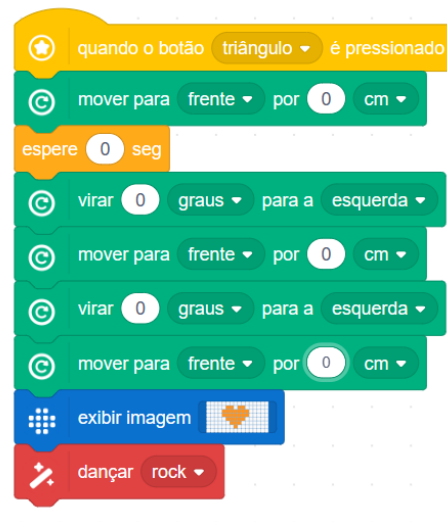 quando o botão triângulo é pressionado
mover para frente por 0 cm
espere 0 seg
virar 0 graus para a esquerda
mover para frente por 0 cm
virar 0 graus para a esquerda
mover para frente por 0 cm
exibir imagem
dançar rock